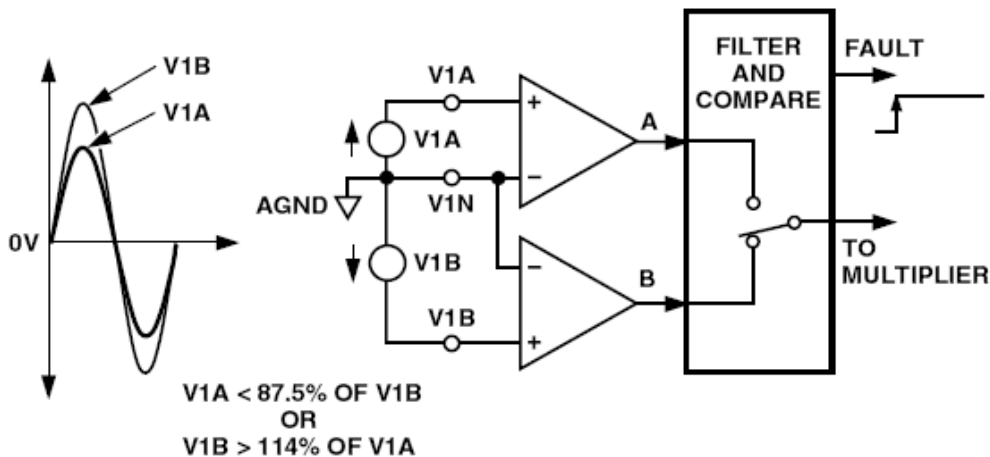 V1B
V1A
0V
V1A
V1A
AGND
V1N
V1B
V1B
+
−
−
+
A
B
FILTER
AND
COMPARE
FAULT
TO
MULTIPLIER
V1A < 87.5% OF V1B
OR
V1B > 114% OF V1A